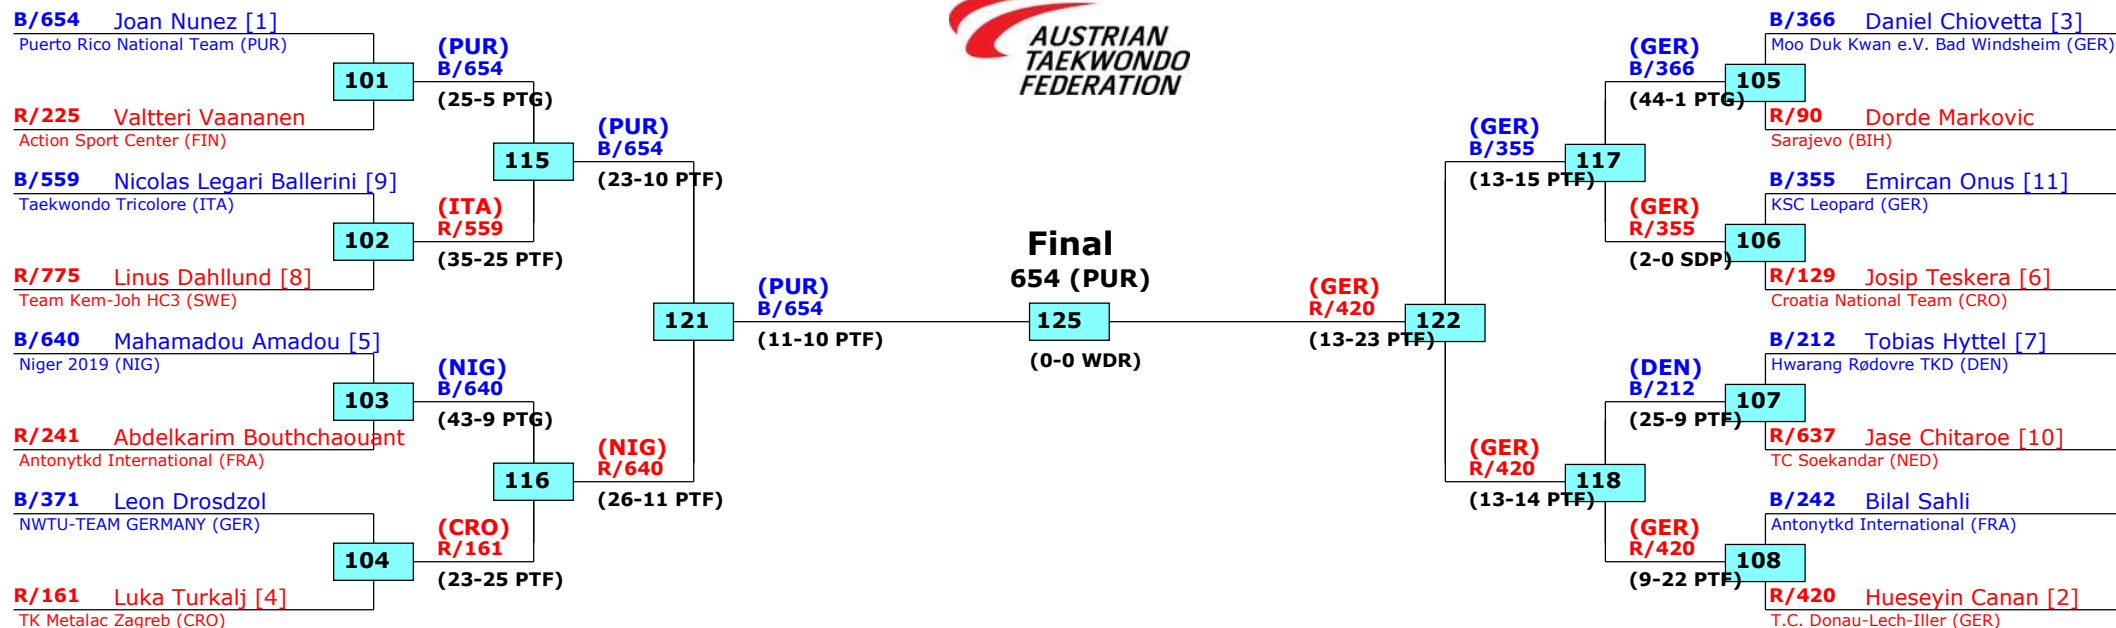 B/654 Joan Nunez [1]
Puerto Rico National Team (PUR)
R/225 Valtteri Vaananen
Action Sport Center (FIN)
B/559 Nicolas Legari Ballerini [9]
Taekwondo Tricolore (ITA)
R/775 Linus Dahllund [8]
Team Kem-Joh HC3 (SWE)
B/640 Mahamadou Amadou [5]
Niger 2019 (NIG)
R/241 Abdelkarim Bouthchaouant
Antonytkd International (FRA)
B/371 Leon Drosdzol
NWTU-TEAM GERMANY (GER)
R/161 Luka Turkalj [4]
TK Metalac Zagreb (CRO)
101
102
103
104
(PUR)
B/654
(25-5 PTG)
(ITA)
R/559
(35-25 PTF)
(NIG)
B/640
(43-9 PTG)
(CRO)
R/161
(23-25 PTF)
115
116
(PUR)
B/654
(23-10 PTF)
(NIG)
R/640
(26-11 PTF)
121
(PUR)
B/654
(11-10 PTF)
AUSTRIAN
TAEKWONDO
FEDERATION
Final
654 (PUR)
125
(0-0 WDR)
(GER)
R/420
(13-23 PTF)
122
(GER)
B/355
(13-15 PTF)
(GER)
R/420
(13-14 PTF)
117
118
(GER)
B/366
(44-1 PTG)
(GER)
R/355
(2-0 SDP)
(DEN)
B/212
(25-9 PTF)
(GER)
R/420
(9-22 PTF)
105
106
107
108
B/366 Daniel Chiovetta [3]
Moo Duk Kwan e.V. Bad Windsheim (GER)
R/90 Dorde Markovic
Sarajevo (BIH)
B/355 Emircan Onus [11]
KSC Leopard (GER)
R/129 Josip Teskera [6]
Croatia National Team (CRO)
B/212 Tobias Hyttel [7]
Hwarang Rødovre TKD (DEN)
R/637 Jase Chitaroe [10]
TC Soekandar (NED)
B/242 Bilal Sahli
Antonytkd International (FRA)
R/420 Hueseyin Canan [2]
T.C. Donau-Lech-Iller (GER)